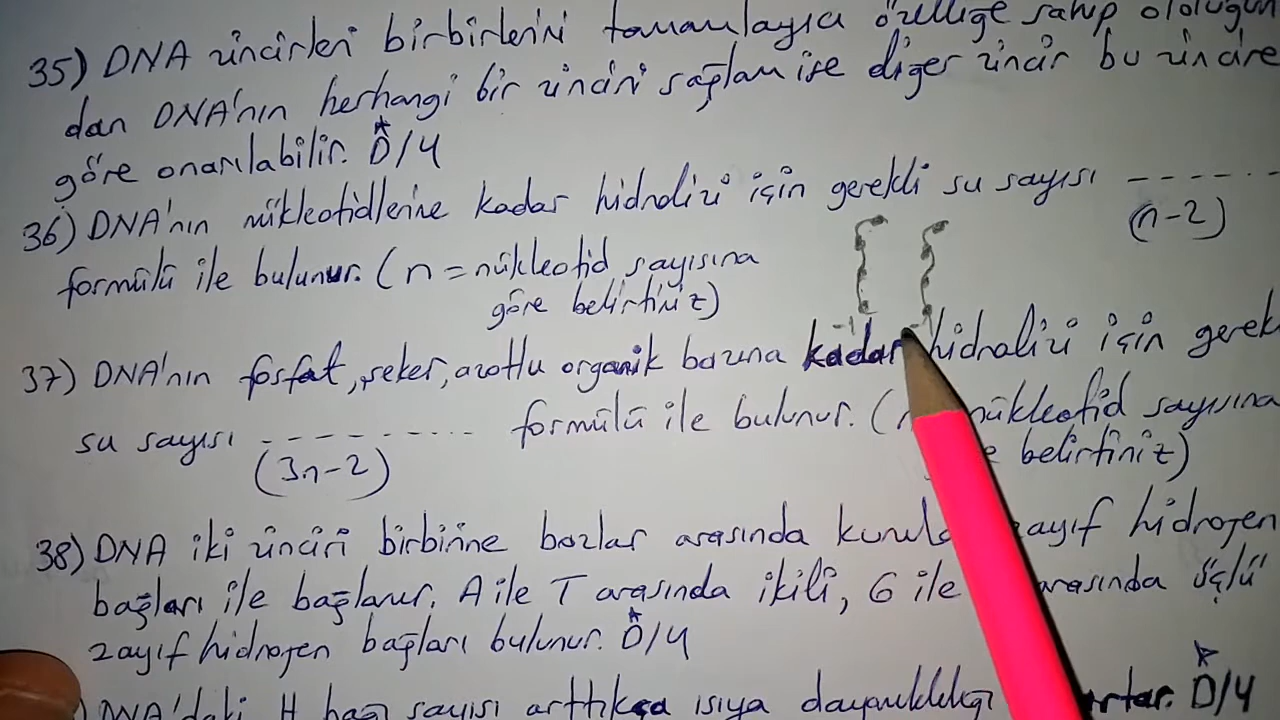 35) DNA zincirleri birbirlerini tamamlayıcı özelliğe sahip olduğun
dan DNA'nın herhangi bir zinciri sağlam ise diğer zincir bu zincire
göre onarılabilir. D/Y
36) DNA'nın nükleotidlerine kadar hidrolizi için gerekli su sayısı -------
(n-2)
formülü ile bulunur. (n = nükleotid sayısına
göre belirtiniz)
-1 -1
37) DNA'nın fosfat, şeker, azotlu organik bazına kadar hidrolizi için gerek
su sayısı --------- formülü ile bulunur. (n nükleotid sayısına
(3n-2) belirtiniz)
38) DNA iki zinciri birbirine bazlar arasında zayıf hidrojen
bağları ile bağlanır. A ile T arasında ikili, G ile arasında üçlü
zayıf hidrojen bağları bulunur. D/Y
) DNA'daki H bağ sayısı arttıkça ısıya dayanıklılığı artar. D/Y